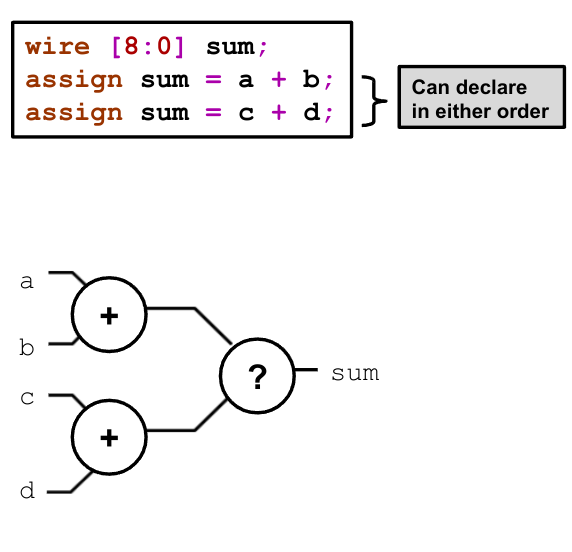 wire [8:0] sum;
assign sum = a + b;
assign sum = c + d;
Can declare
in either order
a
+
b
?
sum
c
+
d